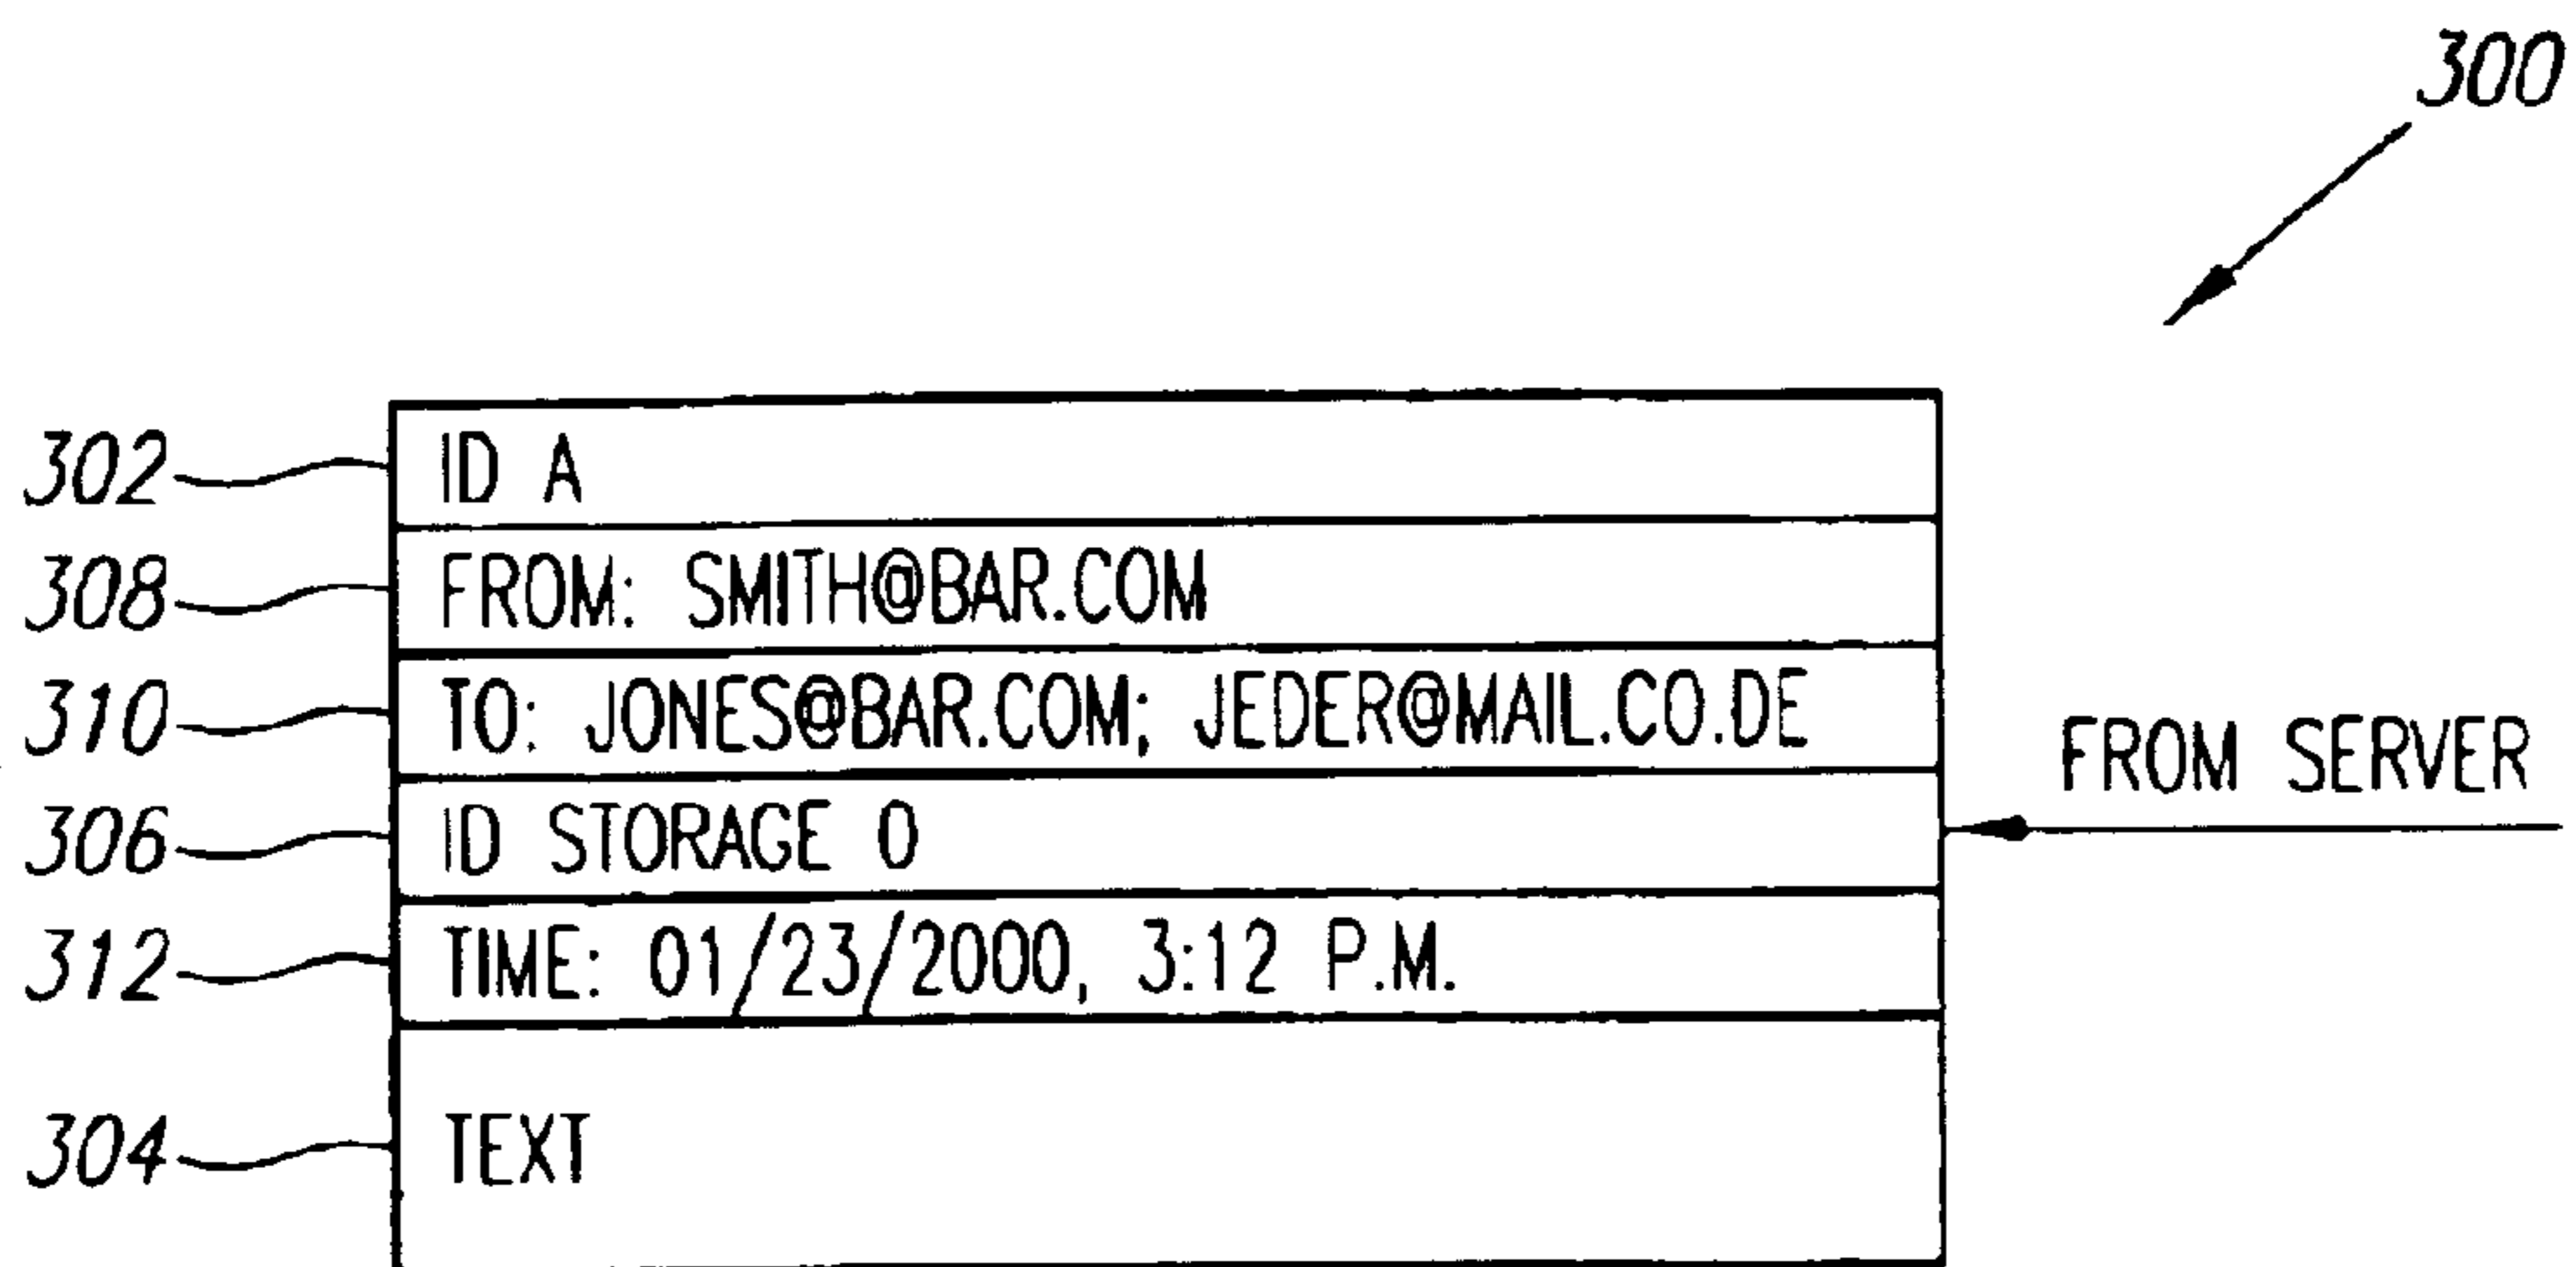 300
302 ID A
308 FROM: SMITH@BAR.COM
310 TO: JONES@BAR.COM; JEDER@MAIL.CO.DE
FROM SERVER
306 ID STORAGE 0
312 TIME: 01/23/2000, 3:12 P.M.
304 TEXT